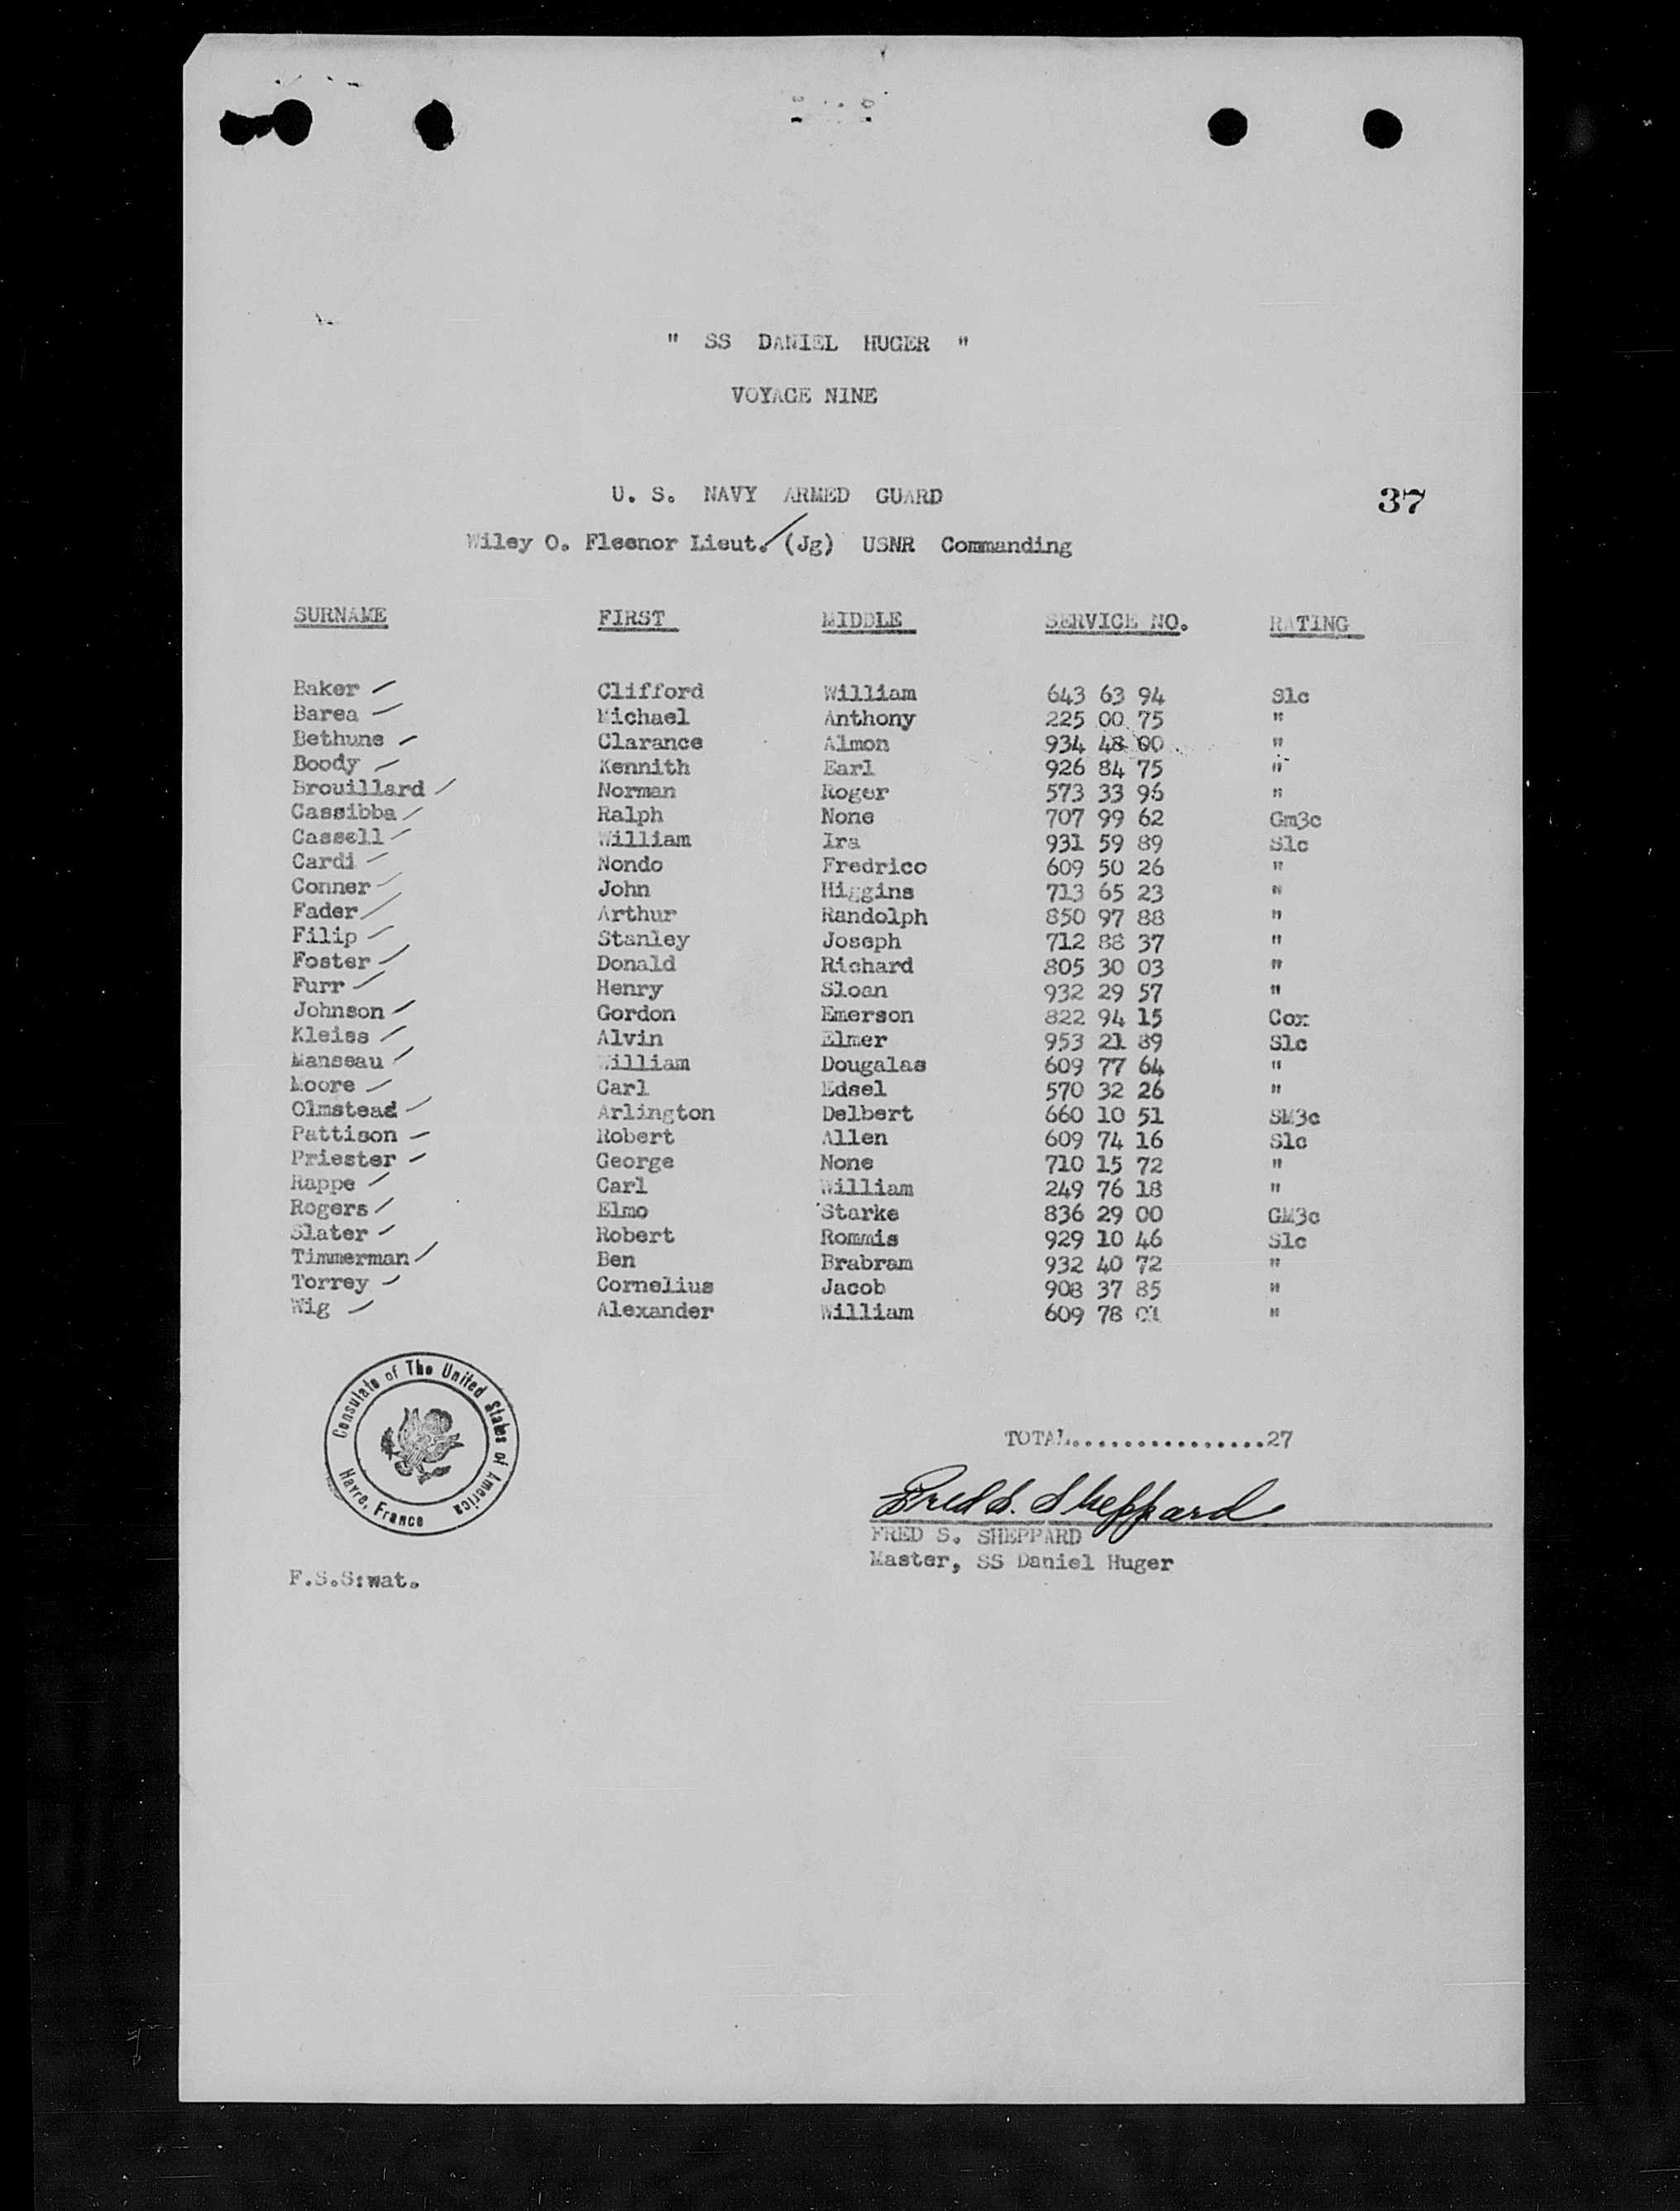 " SS DANIEL HUGER "
VOYAGE NINE
U. S. NAVY ARMED GUARD
37
Wiley O. Fleenor Lieut. (Jg) USNR Commanding
SURNAME FIRST MIDDLE SERVICE NO. RATING
Baker Clifford William 643 63 94 S1c
Barea Michael Anthony 225 00 75 "
Bethune Clarance Almon 934 48 00 "
Boody Kennith Earl 926 84 75 "
Brouillard Norman Roger 573 33 96 "
Cassibba Ralph None 707 99 62 Gm3c
Cassell William Ira 931 59 89 S1c
Cardi Nondo Fredrico 609 50 26 "
Conner John Higgins 713 65 23 "
Fader Arthur Randolph 850 97 88 "
Filip Stanley Joseph 712 88 37 "
Foster Donald Richard 805 30 03 "
Furr Henry Sloan 932 29 57 "
Johnson Gordon Emerson 822 94 15 Cox
Kleiss Alvin Elmer 953 21 89 S1c
Manseau William Dougalas 609 77 64 "
Moore Carl Edsel 570 32 26 "
Olmstead Arlington Delbert 660 10 51 SM3c
Pattison Robert Allen 609 74 16 S1c
Priester George None 710 15 72 "
Rappe Carl William 249 76 18 "
Rogers Elmo Starke 836 29 00 GM3c
Slater Robert Rommis 929 10 46 S1c
Timmerman Ben Brabram 932 40 72 "
Torrey Cornelius Jacob 908 37 85 "
Wig Alexander William 609 78 "
Consulate of The United States of America
Havre, France
TOTAL.................27
Fred S. Sheppard
FRED S. SHEPPARD
Master, SS Daniel Huger
F.S.S:wat.